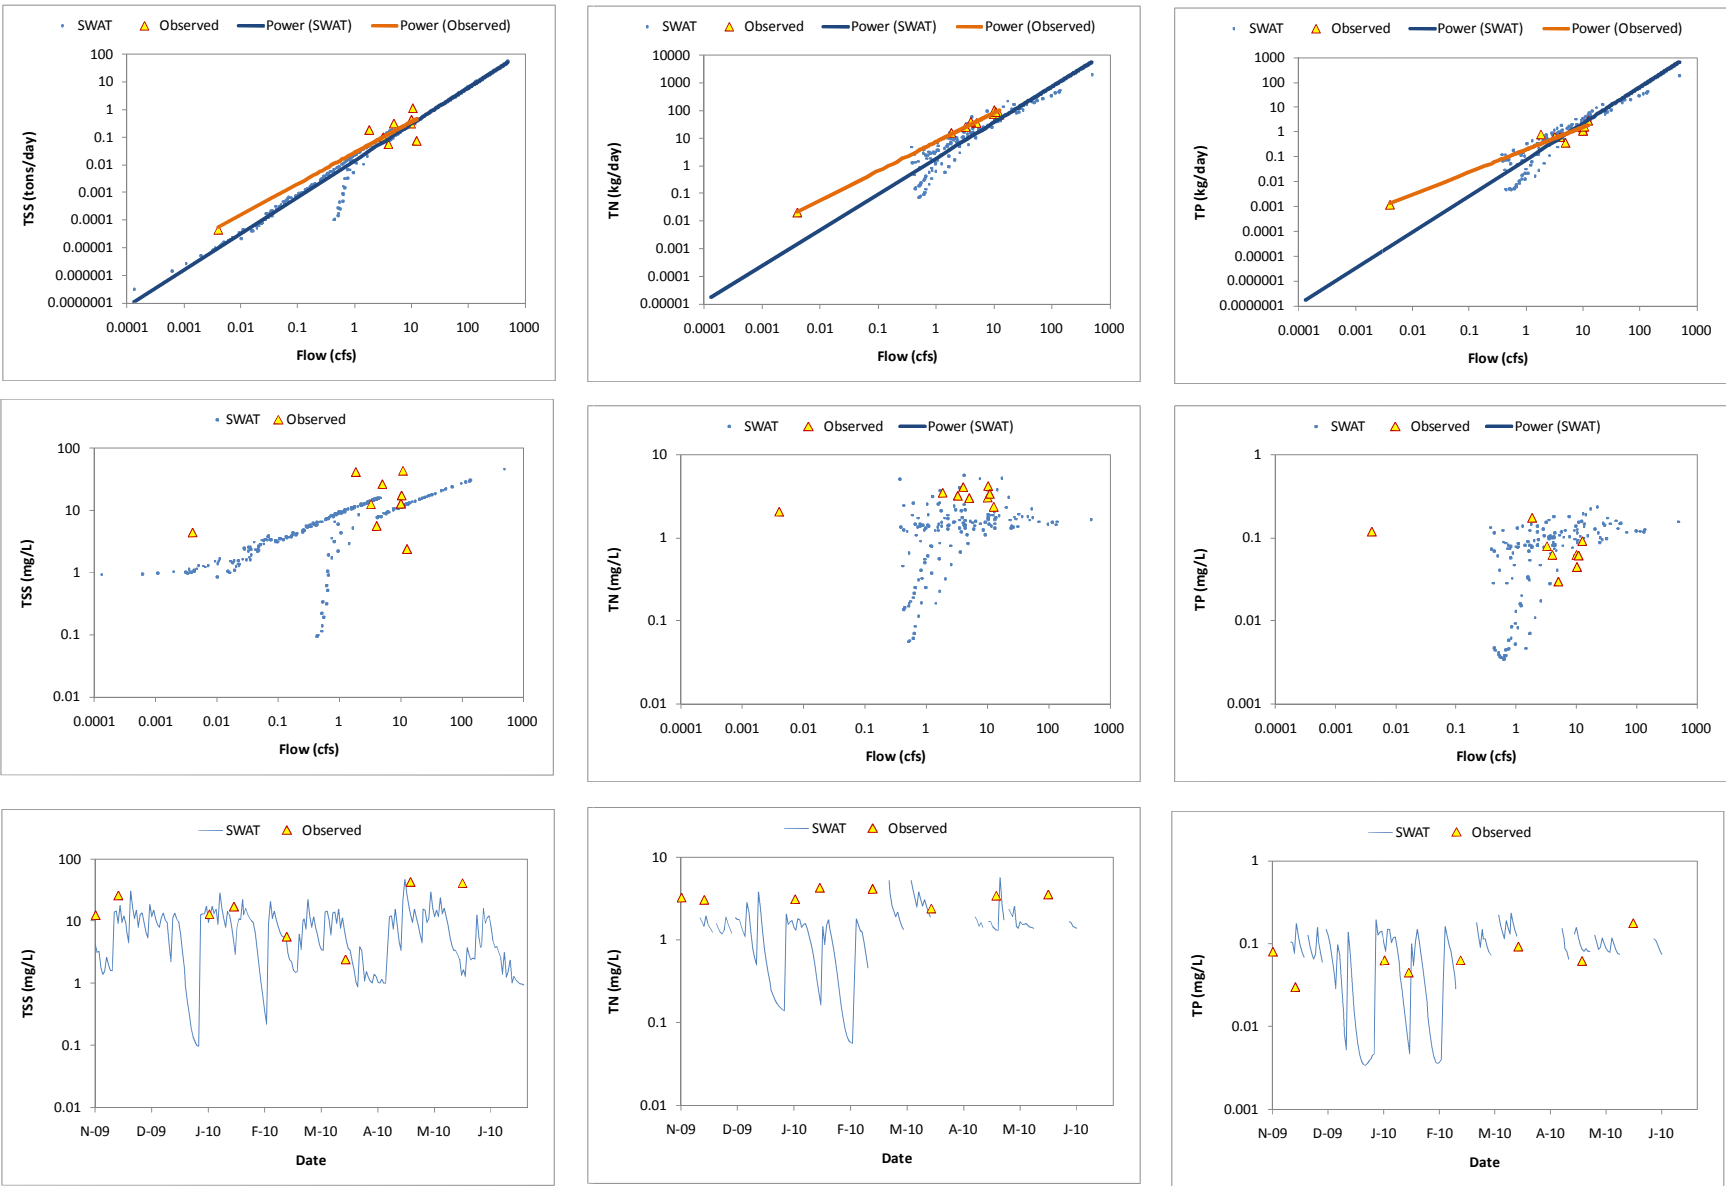 SWAT Observed Power (SWAT) Power (Observed)
100
10
1
0.1
0.01
0.001
0.0001
0.00001
0.000001
0.0000001
TSS (tons/day)
0.0001 0.001 0.01 0.1 1 10 100 1000
Flow (cfs)
SWAT Observed Power (SWAT) Power (Observed)
10000
1000
100
10
1
0.1
0.01
0.001
0.0001
0.00001
TN (kg/day)
0.0001 0.001 0.01 0.1 1 10 100 1000
Flow (cfs)
SWAT Observed Power (SWAT) Power (Observed)
1000
100
10
1
0.1
0.01
0.001
0.0001
0.00001
0.000001
0.0000001
TP (kg/day)
0.0001 0.001 0.01 0.1 1 10 100 1000
Flow (cfs)
SWAT Observed
100
10
1
0.1
0.01
TSS (mg/L)
0.0001 0.001 0.01 0.1 1 10 100 1000
Flow (cfs)
SWAT Observed Power (SWAT)
10
1
0.1
0.01
TN (mg/L)
0.0001 0.001 0.01 0.1 1 10 100 1000
Flow (cfs)
SWAT Observed Power (SWAT)
1
0.1
0.01
0.001
TP (mg/L)
0.0001 0.001 0.01 0.1 1 10 100 1000
Flow (cfs)
SWAT Observed
100
10
1
0.1
0.01
TSS (mg/L)
N-09 D-09 J-10 F-10 M-10 A-10 M-10 J-10
Date
SWAT Observed
10
1
0.1
0.01
TN (mg/L)
N-09 D-09 J-10 F-10 M-10 A-10 M-10 J-10
Date
SWAT Observed
1
0.1
0.01
0.001
TP (mg/L)
N-09 D-09 J-10 F-10 M-10 A-10 M-10 J-10
Date